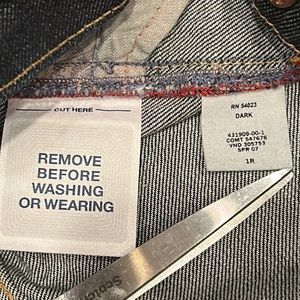 CUT HERE
REMOVE
BEFORE
WASHING
OR WEARING
RN 54023
DARK
431909-00-1
COMT 547678
VND 305753
SPR 07
1R
Scotch